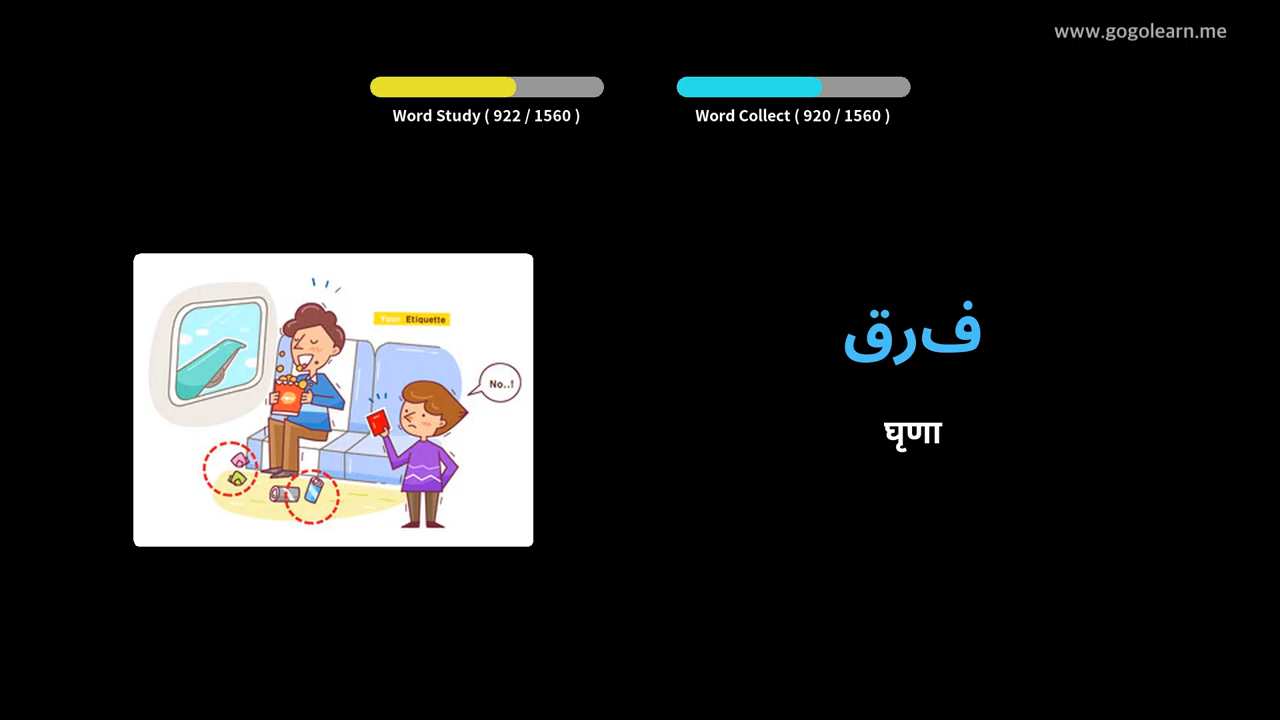 www.gogolearn.me
Word Study ( 922 / 1560 )
Word Collect ( 920 / 1560 )
Your Etiquette
No..!
فرق
घृणा